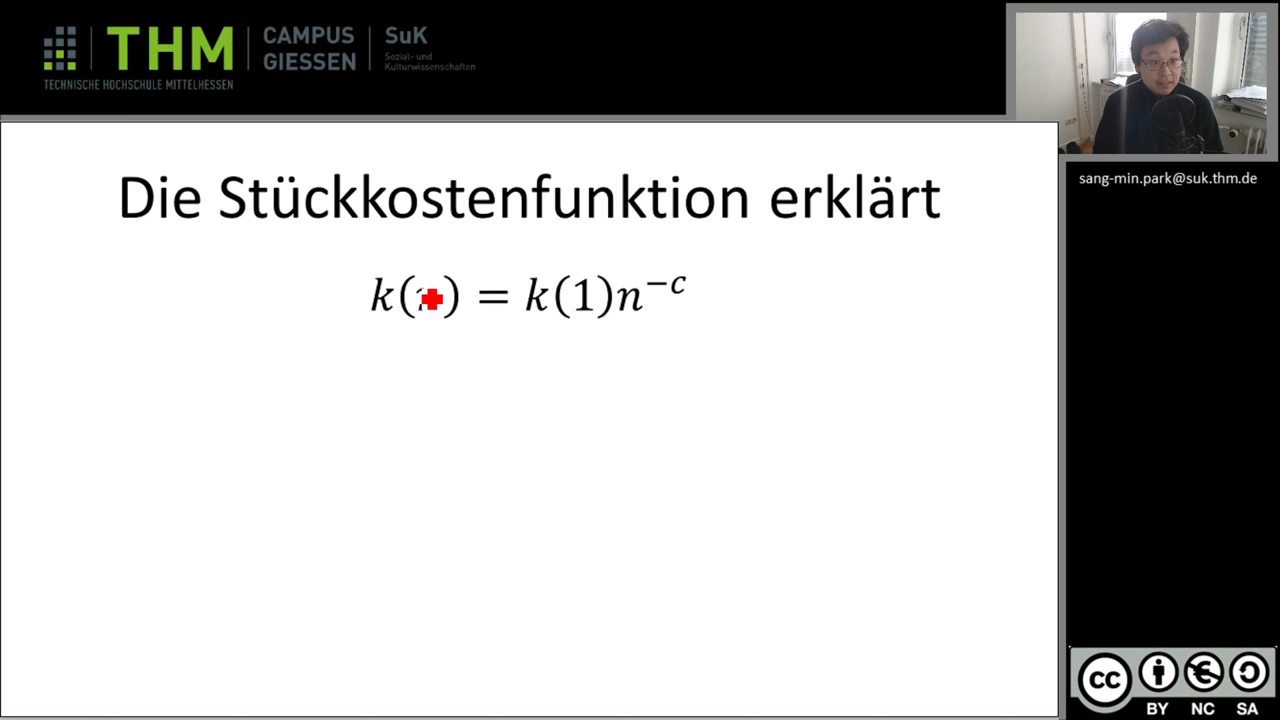 THM
CAMPUS
GIESSEN
SuK
Sozial- und
Kulturwissenschaften
TECHNISCHE HOCHSCHULE MITTELHESSEN
sang-min.park@suk.thm.de
Die Stückkostenfunktion erklärt
k( ) = k(1)n⁻ᶜ
cc
BY NC SA